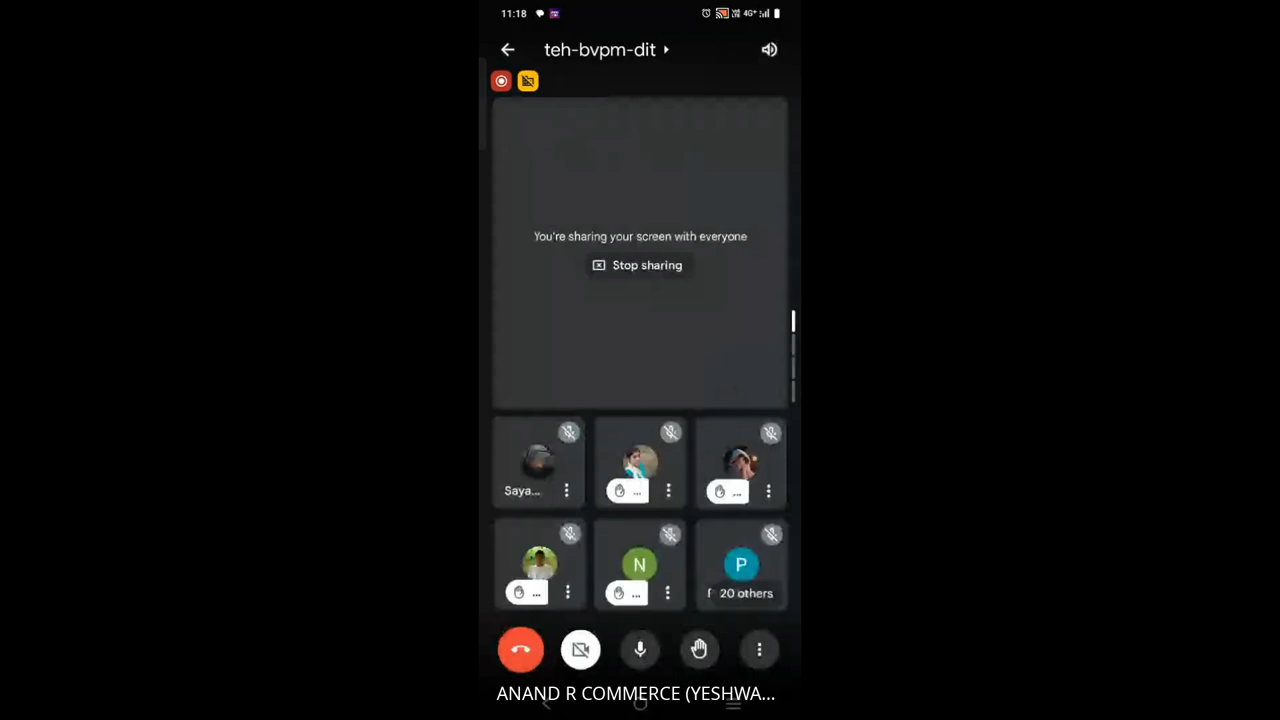 11:18 4G+
teh-bvpm-dit
You're sharing your screen with everyone
Stop sharing
Saya...
... ...
... ...
N
P
20 others
ANAND R COMMERCE (YESHWA...